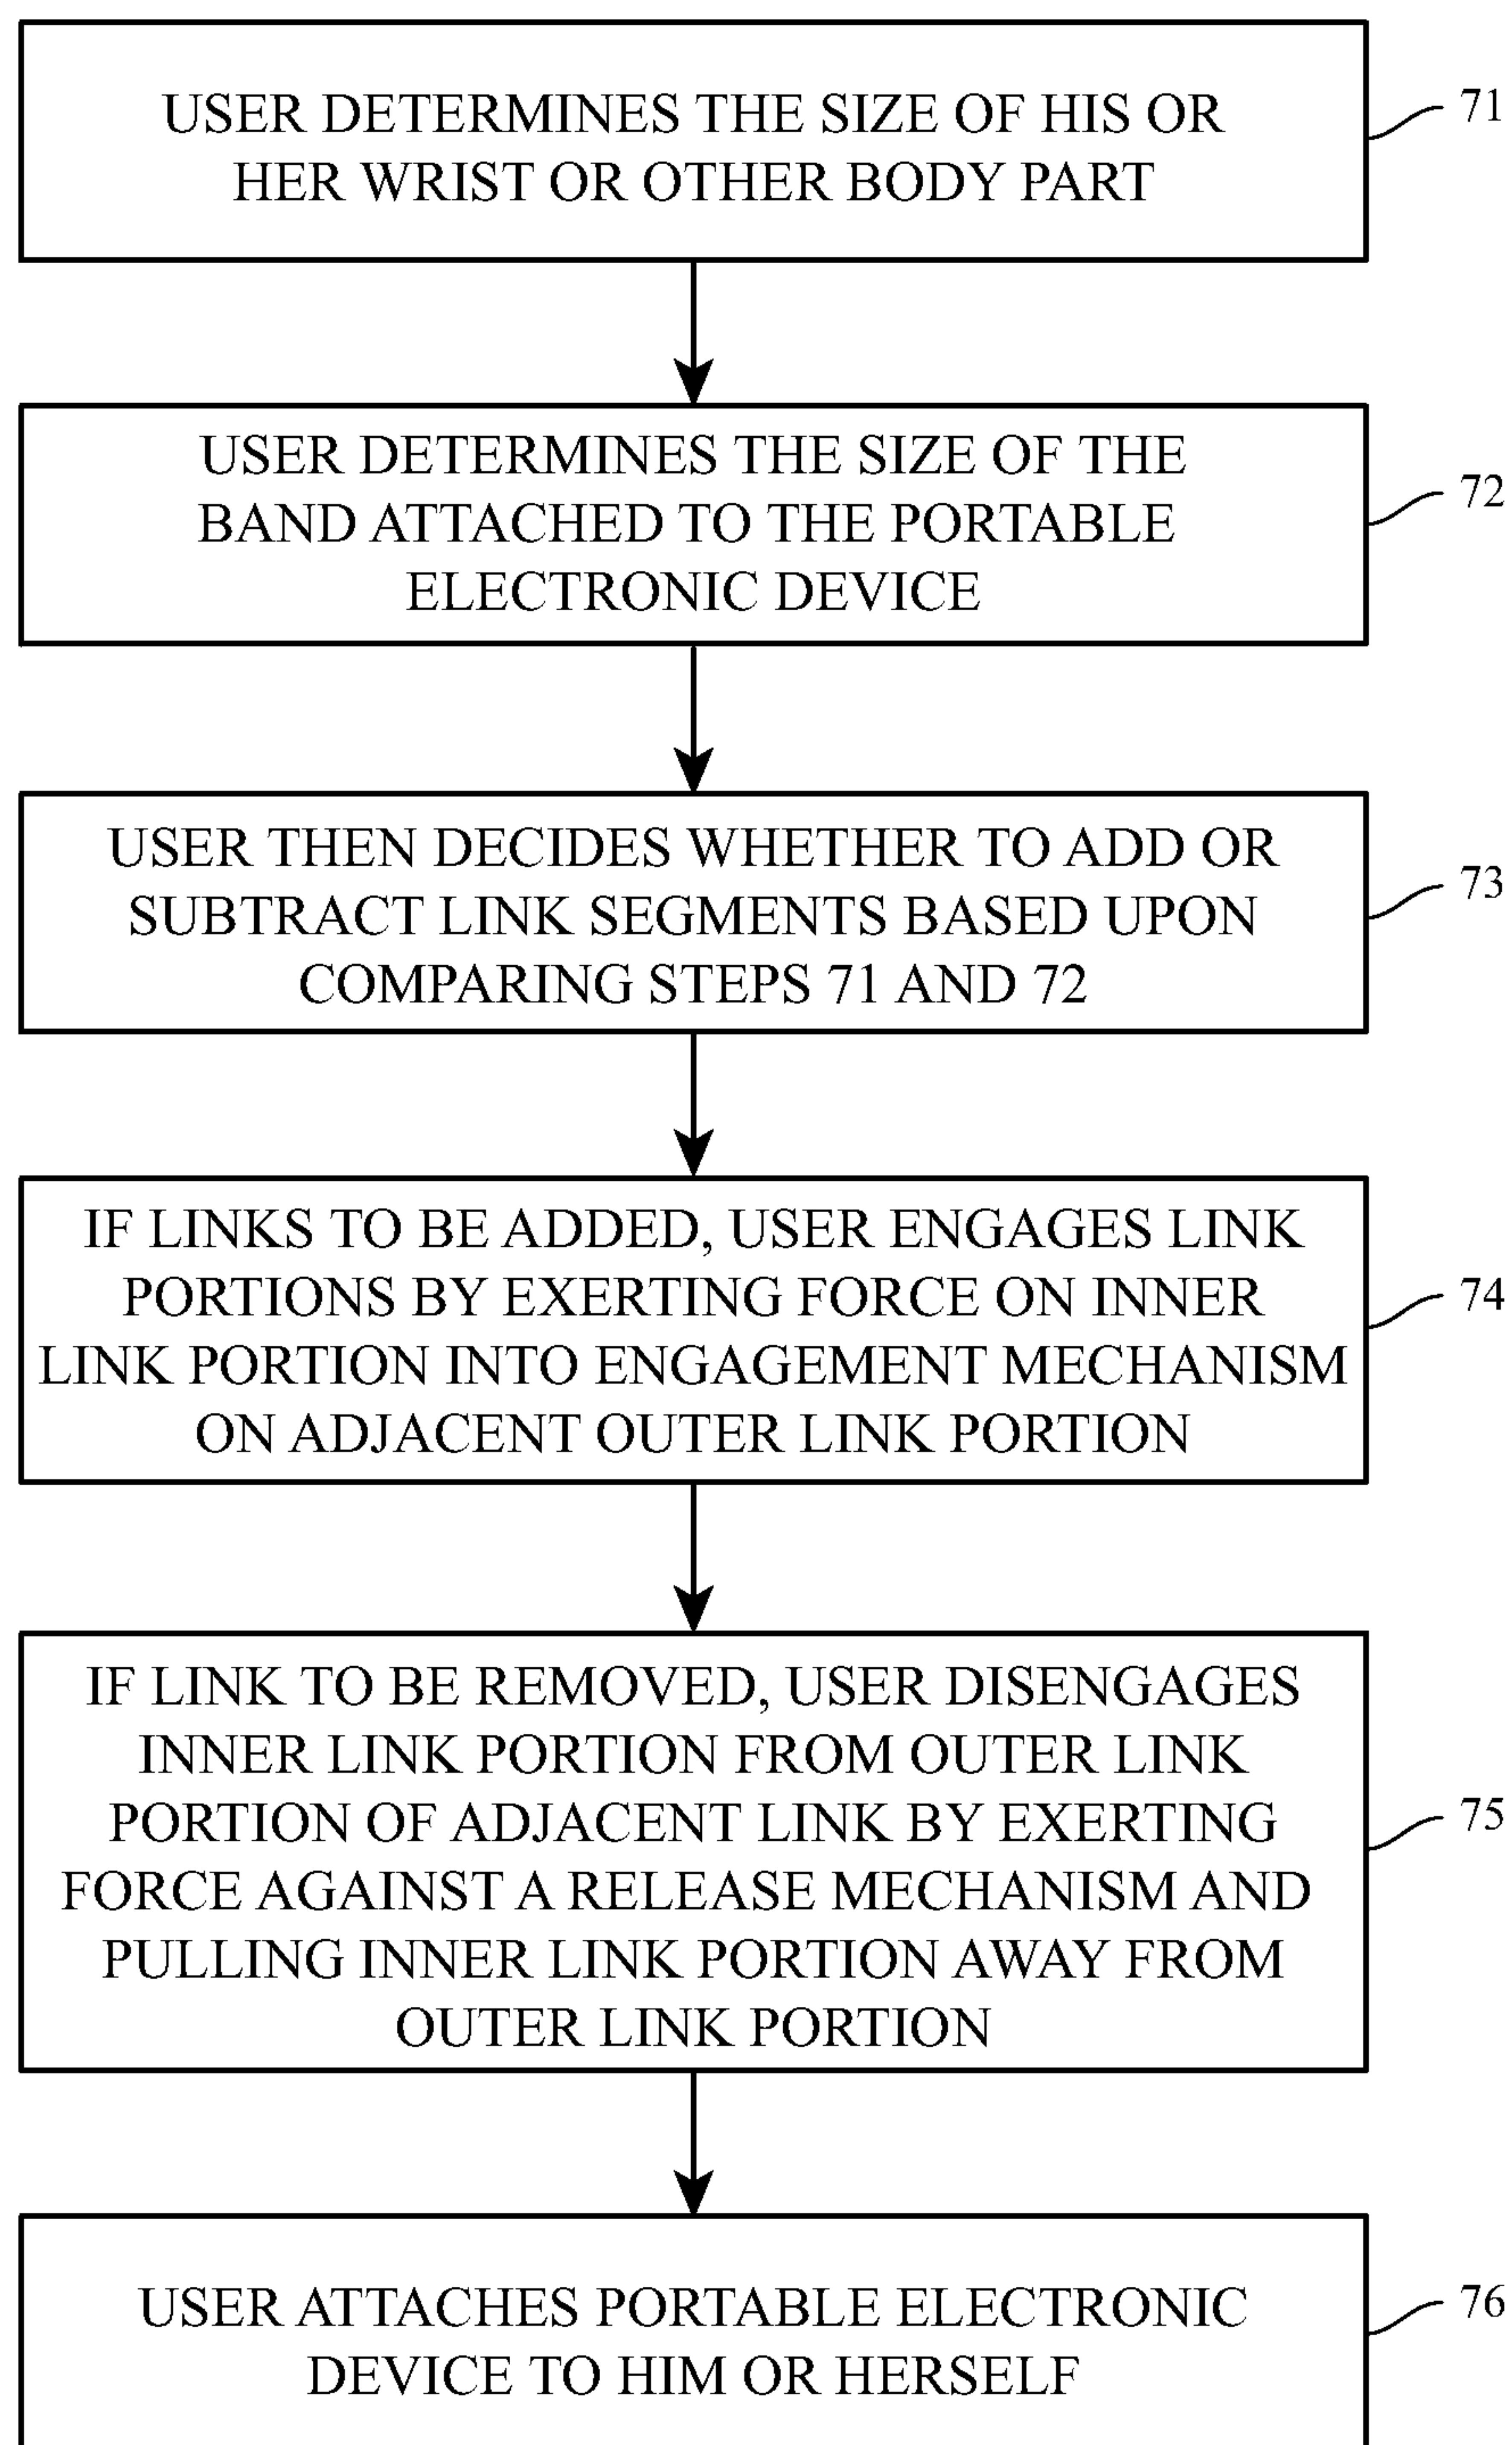 USER DETERMINES THE SIZE OF HIS OR
HER WRIST OR OTHER BODY PART
71
USER DETERMINES THE SIZE OF THE
BAND ATTACHED TO THE PORTABLE
ELECTRONIC DEVICE
72
USER THEN DECIDES WHETHER TO ADD OR
SUBTRACT LINK SEGMENTS BASED UPON
COMPARING STEPS 71 AND 72
73
IF LINKS TO BE ADDED, USER ENGAGES LINK
PORTIONS BY EXERTING FORCE ON INNER
LINK PORTION INTO ENGAGEMENT MECHANISM
ON ADJACENT OUTER LINK PORTION
74
IF LINK TO BE REMOVED, USER DISENGAGES
INNER LINK PORTION FROM OUTER LINK
PORTION OF ADJACENT LINK BY EXERTING
FORCE AGAINST A RELEASE MECHANISM AND
PULLING INNER LINK PORTION AWAY FROM
OUTER LINK PORTION
75
USER ATTACHES PORTABLE ELECTRONIC
DEVICE TO HIM OR HERSELF
76